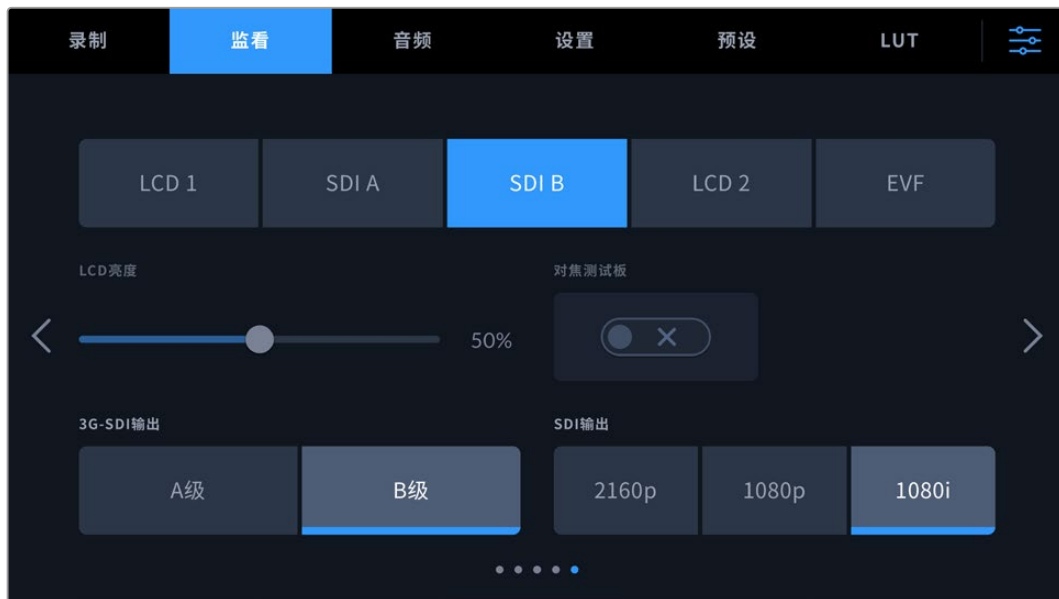 录制 监看 音频 设置 预设 LUT
LCD 1 SDI A SDI B LCD 2 EVF
LCD亮度 对焦测试板
50%
3G-SDI输出 SDI输出
A级 B级 2160p 1080p 1080i